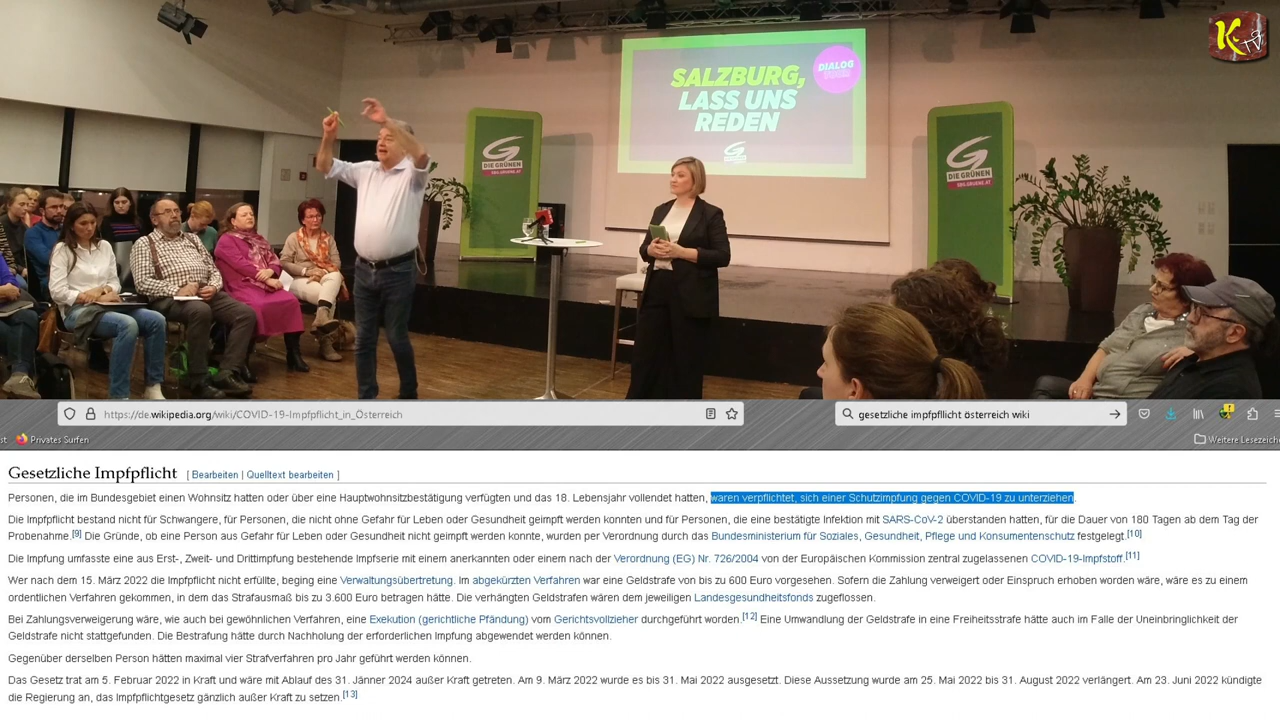 K TV
SALZBURG,
LASS UNS
REDEN
DIALOG
TOUR
DIE GRÜNEN
SBG.GRUENE.AT
DIE GRÜNEN
SBG.GRUENE.AT
https://de.wikipedia.org/wiki/COVID-19-Impfpflicht_in_Österreich
gesetzliche impfpfllicht österreich wiki
st Privates Surfen
Weitere Lesezeiche
Gesetzliche Impfpflicht [ Bearbeiten | Quelltext bearbeiten ]
Personen, die im Bundesgebiet einen Wohnsitz hatten oder über eine Hauptwohnsitzbestätigung verfügten und das 18. Lebensjahr vollendet hatten, waren verpflichtet, sich einer Schutzimpfung gegen COVID-19 zu unterziehen.
Die Impfpflicht bestand nicht für Schwangere, für Personen, die nicht ohne Gefahr für Leben oder Gesundheit geimpft werden konnten und für Personen, die eine bestätigte Infektion mit SARS-CoV-2 überstanden hatten, für die Dauer von 180 Tagen ab dem Tag der
Probenahme.[9] Die Gründe, ob eine Person aus Gefahr für Leben oder Gesundheit nicht geimpft werden konnte, wurden per Verordnung durch das Bundesministerium für Soziales, Gesundheit, Pflege und Konsumentenschutz festgelegt.[10]
Die Impfung umfasste eine aus Erst-, Zweit- und Drittimpfung bestehende Impfserie mit einem anerkannten oder einem nach der Verordnung (EG) Nr. 726/2004 von der Europäischen Kommission zentral zugelassenen COVID-19-Impfstoff.[11]
Wer nach dem 15. März 2022 die Impfpflicht nicht erfüllte, beging eine Verwaltungsübertretung. Im abgekürzten Verfahren war eine Geldstrafe von bis zu 600 Euro vorgesehen. Sofern die Zahlung verweigert oder Einspruch erhoben worden wäre, wäre es zu einem
ordentlichen Verfahren gekommen, in dem das Strafausmaß bis zu 3.600 Euro betragen hätte. Die verhängten Geldstrafen wären dem jeweiligen Landesgesundheitsfonds zugeflossen.
Bei Zahlungsverweigerung wäre, wie auch bei gewöhnlichen Verfahren, eine Exekution (gerichtliche Pfändung) vom Gerichtsvollzieher durchgeführt worden.[12] Eine Umwandlung der Geldstrafe in eine Freiheitsstrafe hätte auch im Falle der Uneinbringlichkeit der
Geldstrafe nicht stattgefunden. Die Bestrafung hätte durch Nachholung der erforderlichen Impfung abgewendet werden können.
Gegenüber derselben Person hätten maximal vier Strafverfahren pro Jahr geführt werden können.
Das Gesetz trat am 5. Februar 2022 in Kraft und wäre mit Ablauf des 31. Jänner 2024 außer Kraft getreten. Am 9. März 2022 wurde es bis 31. Mai 2022 ausgesetzt. Diese Aussetzung wurde am 25. Mai 2022 bis 31. August 2022 verlängert. Am 23. Juni 2022 kündigte
die Regierung an, das Impfpflichtgesetz gänzlich außer Kraft zu setzen.[13]